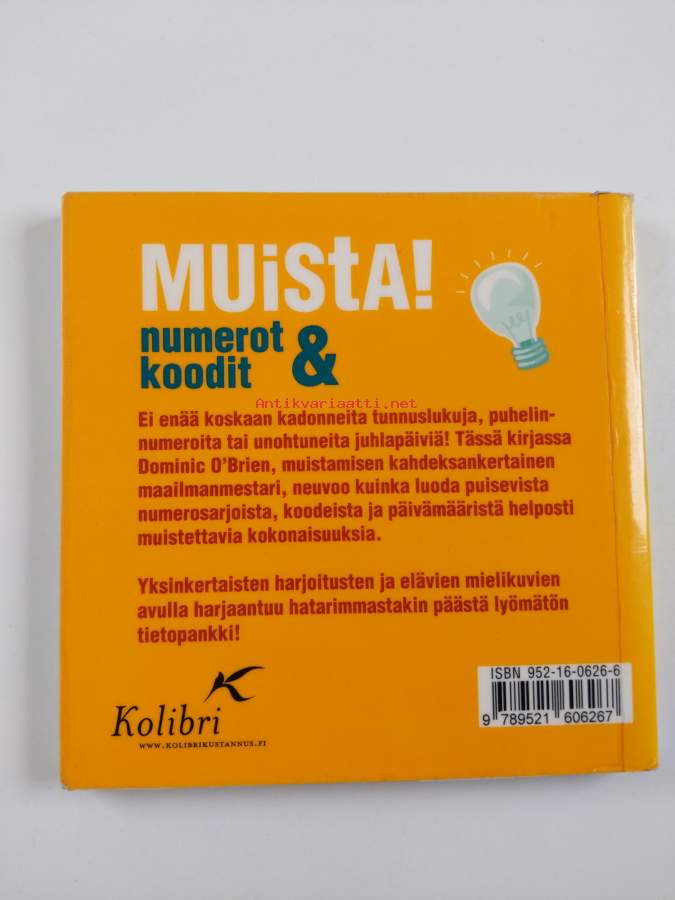 MUiStA!
numerot
koodit &
Antikvariaatti.net
Ei enää koskaan kadonneita tunnuslukuja, puhelin-
numeroita tai unohtuneita juhlapäiviä! Tässä kirjassa
Dominic O'Brien, muistamisen kahdeksankertainen
maailmanmestari, neuvoo kuinka luoda puisevista
numerosarjoista, koodeista ja päivämääristä helposti
muistettavia kokonaisuuksia.
Yksinkertaisten harjoitusten ja elävien mielikuvien
avulla harjaantuu hatarimmastakin päästä lyömätön
tietopankki!
Kolibri
WWW.KOLIBRIKUSTANNUS.FI
ISBN 952-16-0626-6
9 789521 606267